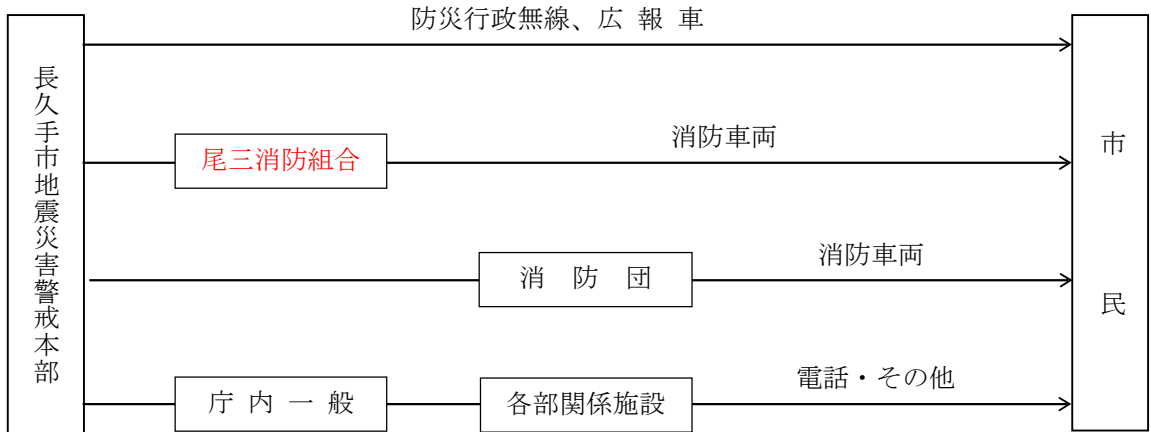 防災行政無線、広 報 車
長久手市地震災害警戒本部
尾三消防組合
消防車両
市民
消 防 団
消防車両
庁 内 一 般
各部関係施設
電話・その他